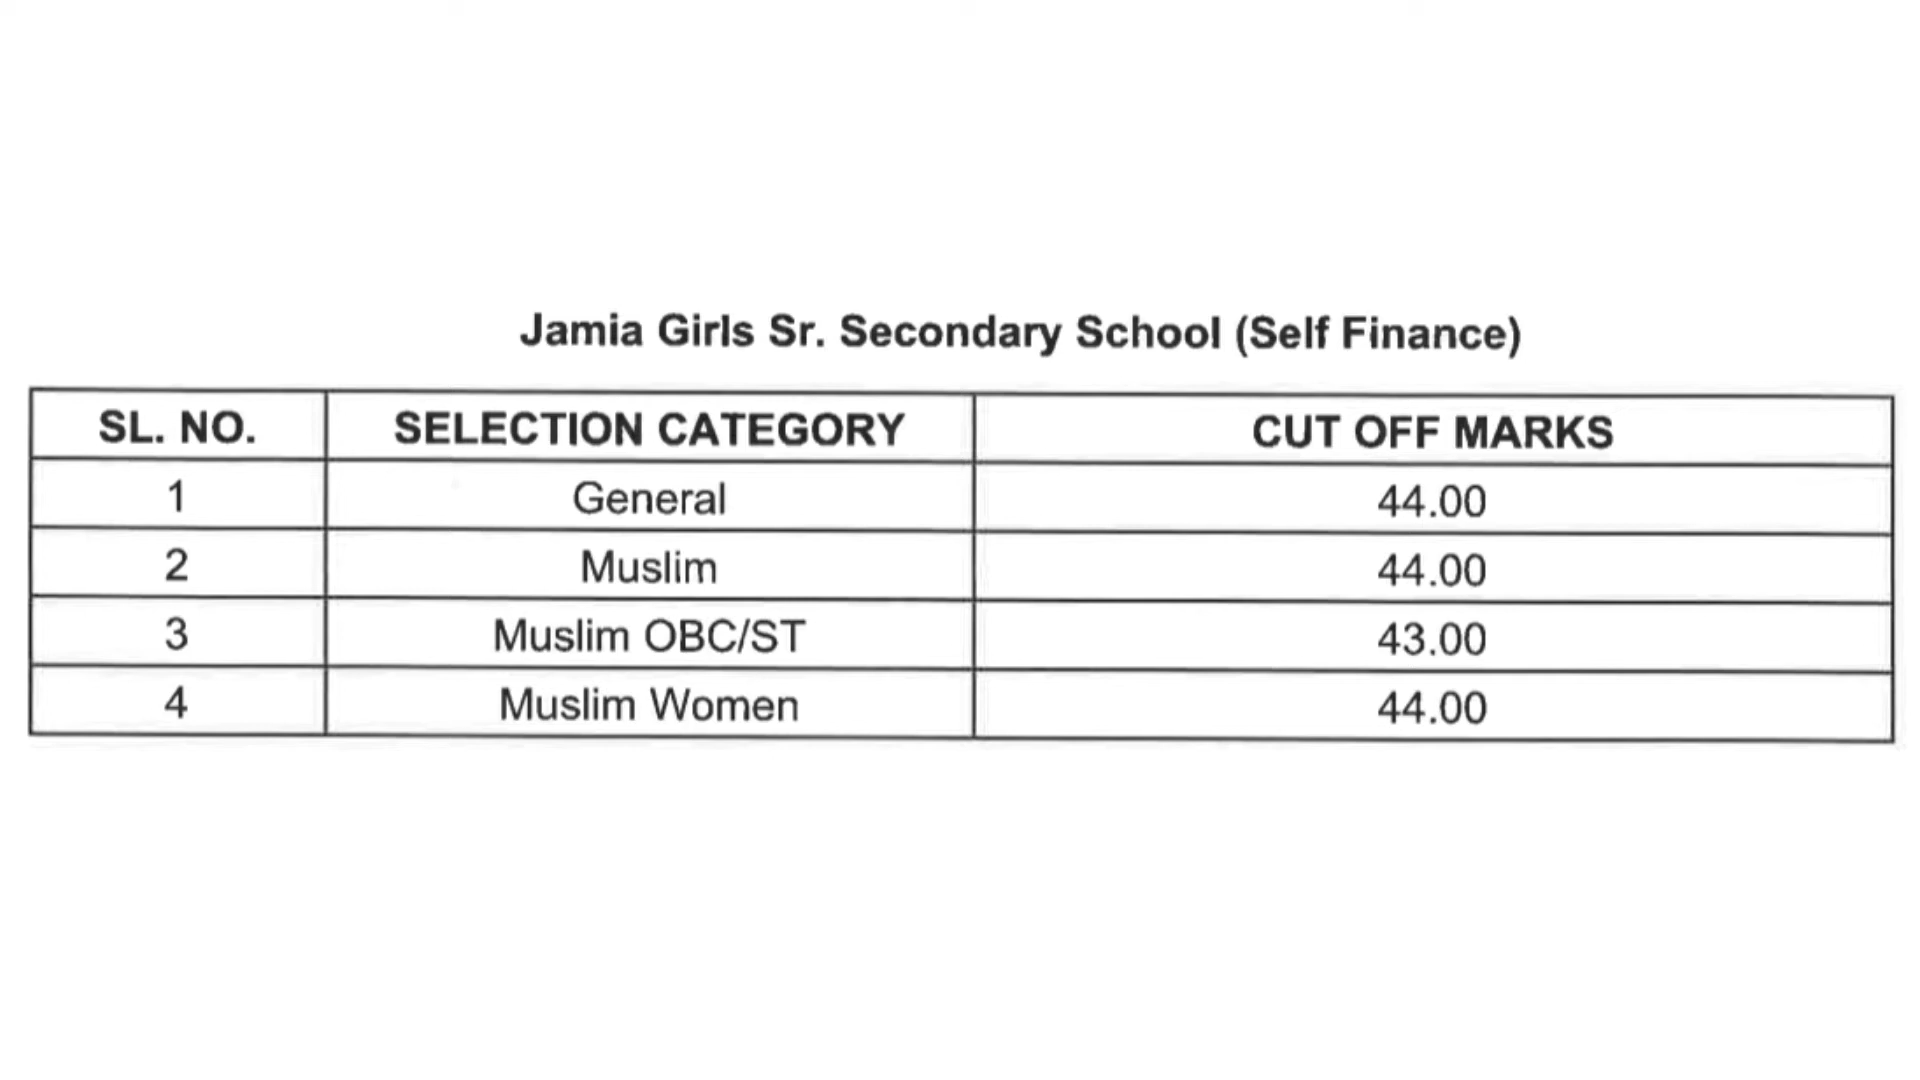 Jamia Girls Sr. Secondary School (Self Finance)
SL. NO. SELECTION CATEGORY CUT OFF MARKS
1 General 44.00
2 Muslim 44.00
3 Muslim OBC/ST 43.00
4 Muslim Women 44.00